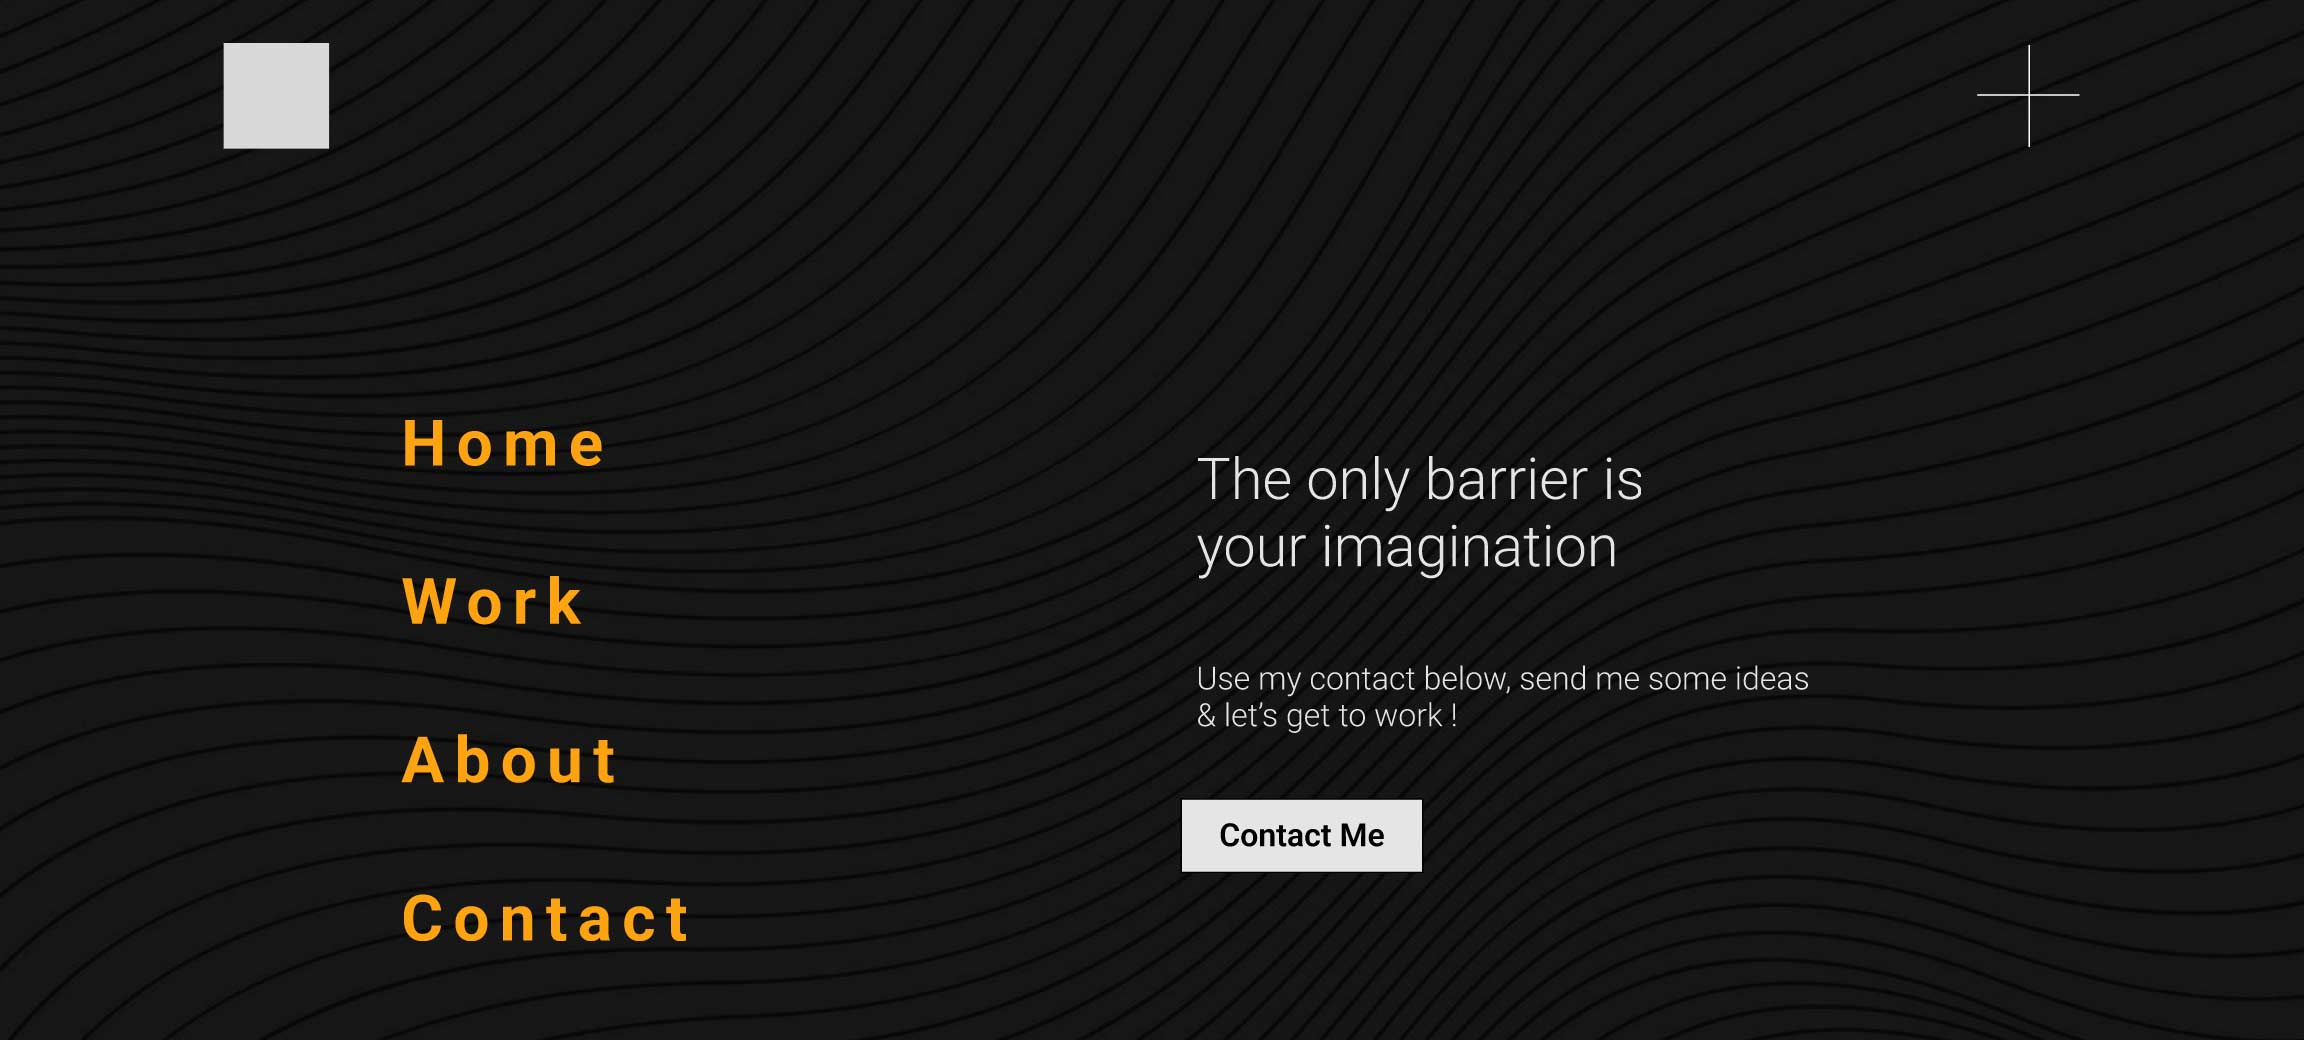 Home
Work
About
Contact
The only barrier is
your imagination
Use my contact below, send me some ideas
& let’s get to work !
Contact Me